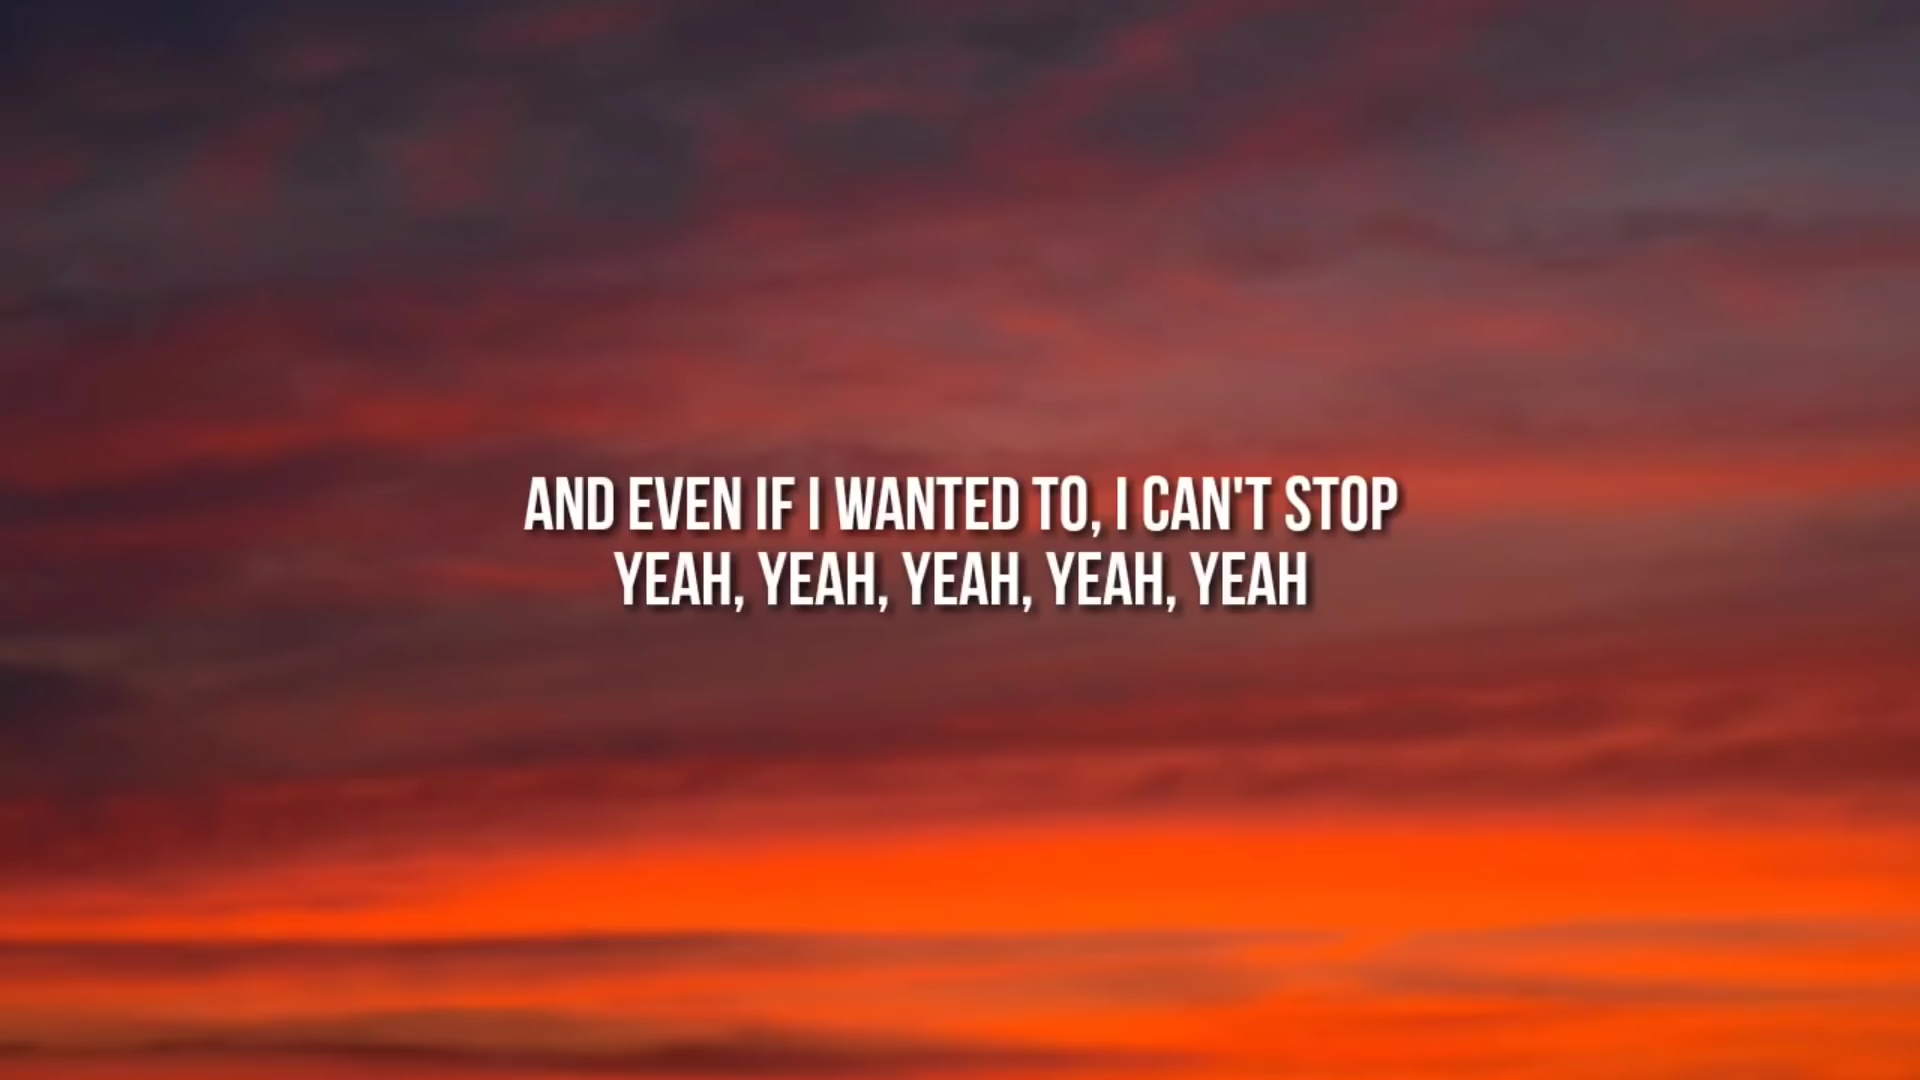 AND EVEN IF I WANTED TO, I CAN'T STOP
YEAH, YEAH, YEAH, YEAH, YEAH